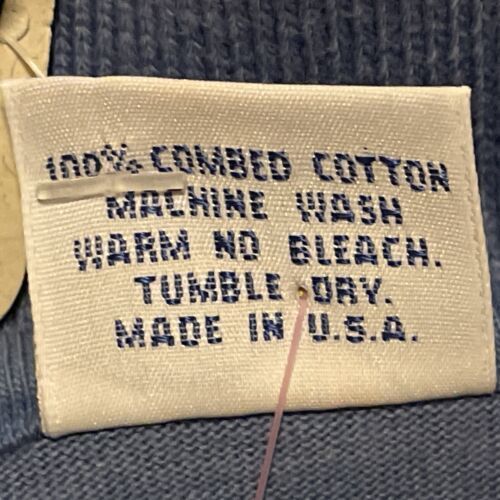 100% COMBED COTTON
MACHINE WASH
WARM NO BLEACH.
TUMBLE DRY.
MADE IN U.S.A.